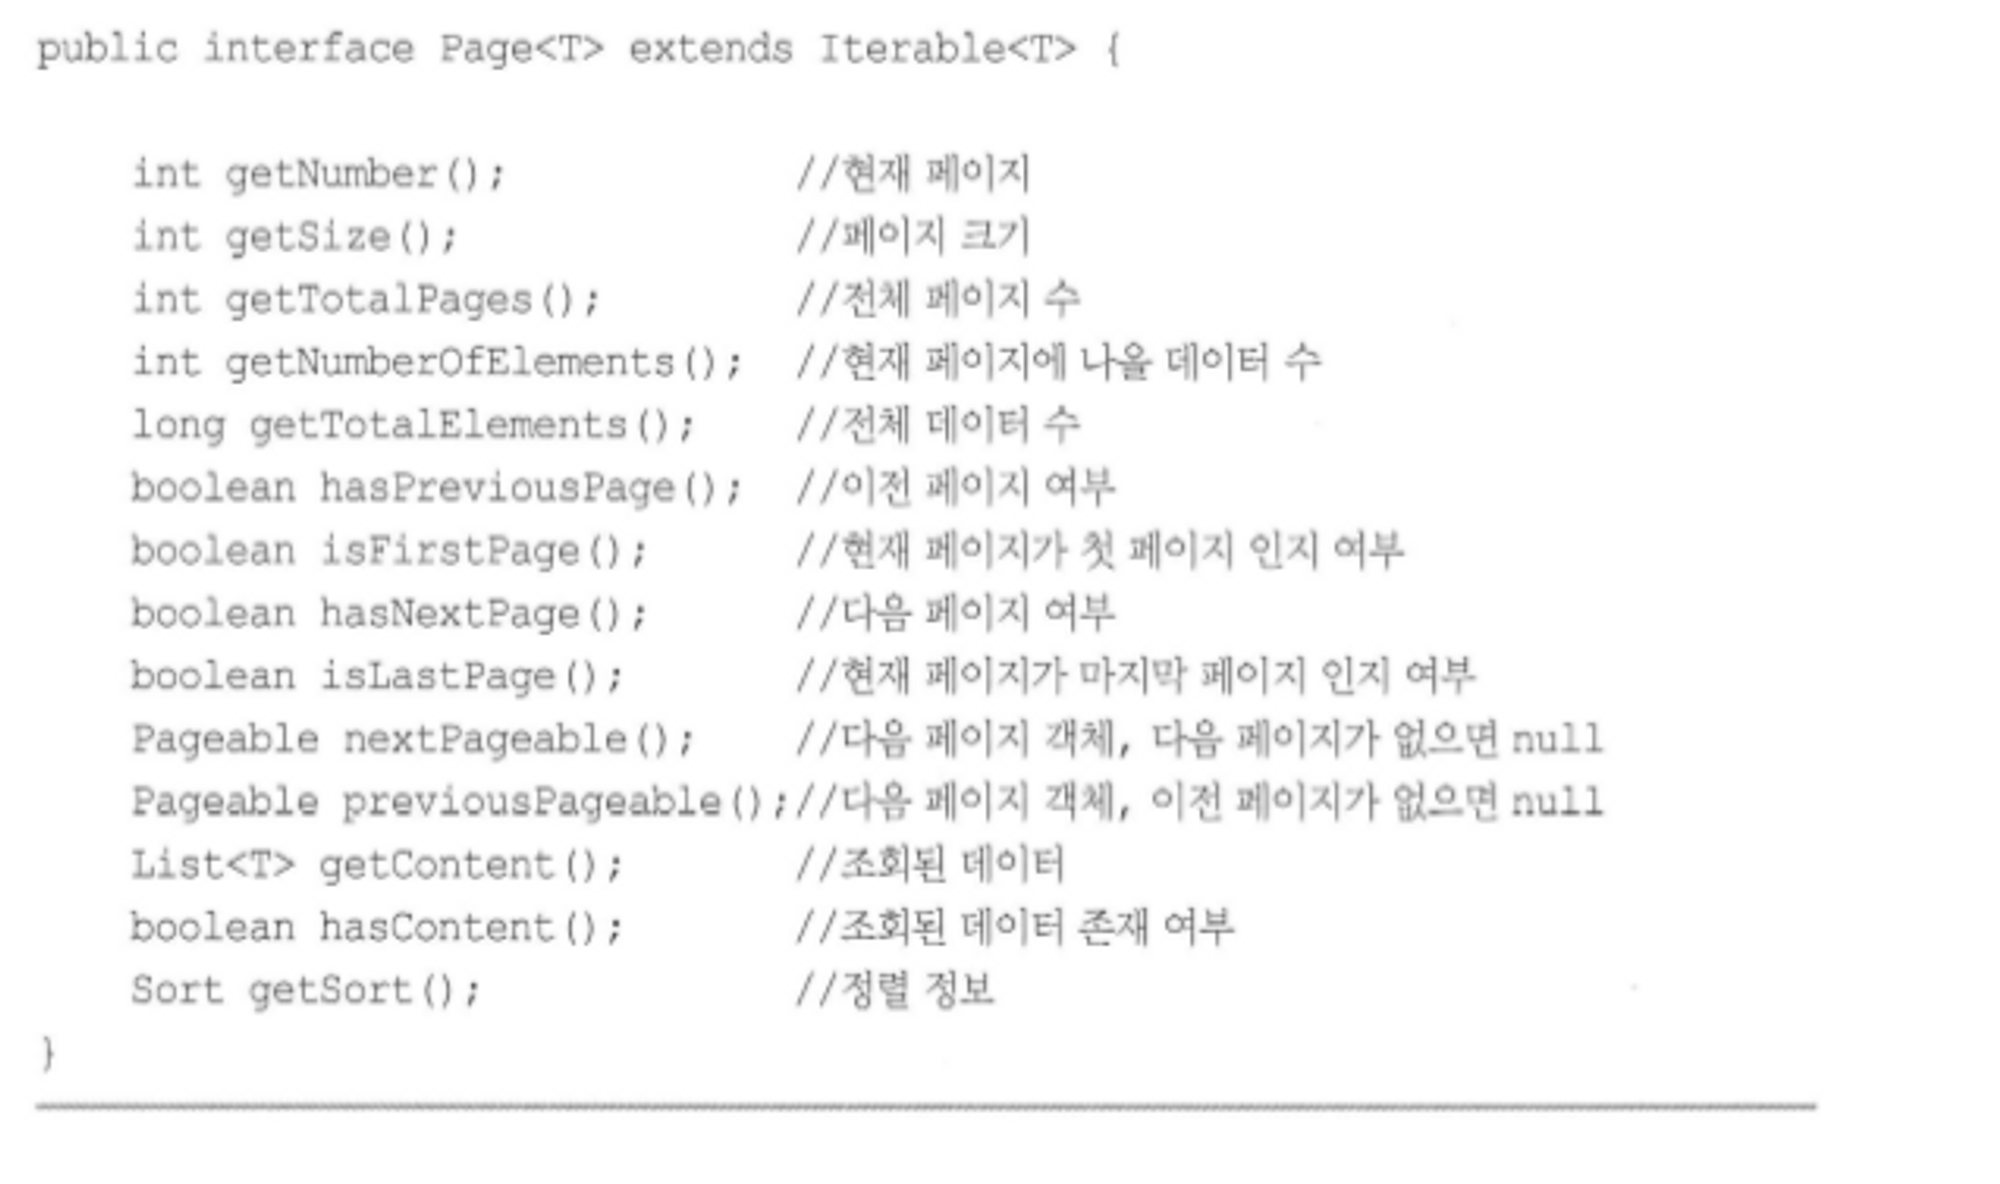 public interface Page<T> extends Iterable<T> {
int getNumber(); //현재 페이지
int getSize(); //페이지 크기
int getTotalPages(); //전체 페이지 수
int getNumberOfElements(); //현재 페이지에 나올 데이터 수
long getTotalElements(); //전체 데이터 수
boolean hasPreviousPage(); //이전 페이지 여부
boolean isFirstPage(); //현재 페이지가 첫 페이지 인지 여부
boolean hasNextPage(); //다음 페이지 여부
boolean isLastPage(); //현재 페이지가 마지막 페이지 인지 여부
Pageable nextPageable(); //다음 페이지 객체, 다음 페이지가 없으면 null
Pageable previousPageable();//다음 페이지 객체, 이전 페이지가 없으면 null
List<T> getContent(); //조회된 데이터
boolean hasContent(); //조회된 데이터 존재 여부
Sort getSort(); //정렬 정보
}